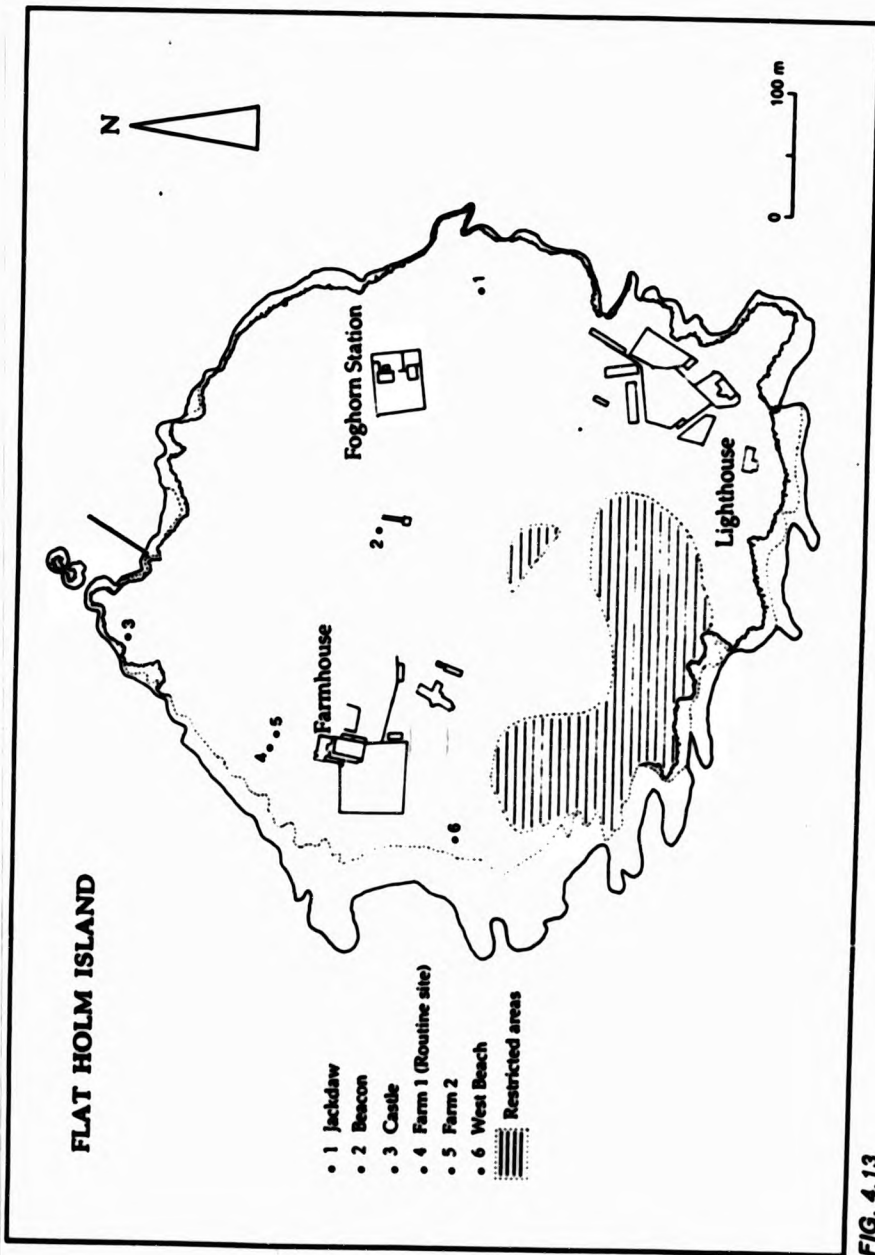 FLAT HOLM ISLAND
N
3
4
5
Farmhouse
2
Foghorn Station
1
6
Lighthouse
• 1 Jackdaw
• 2 Beacon
• 3 Castle
• 4 Farm 1 (Routine site)
• 5 Farm 2
• 6 West Beach
Restricted areas
0 100 m
FIG. 4.13